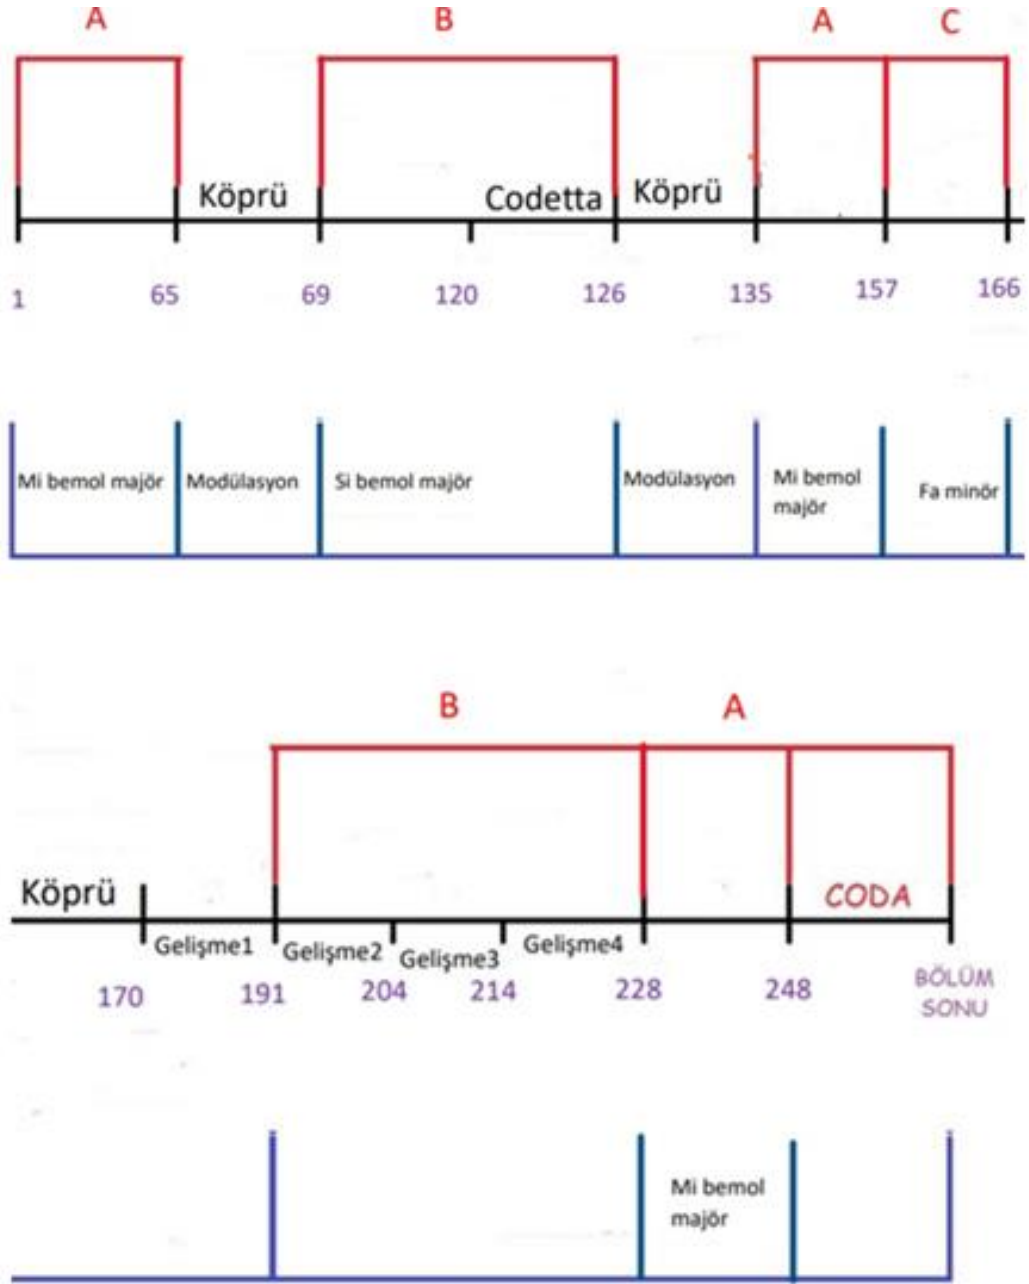 A B A C
Köprü Codetta Köprü
1 65 69 120 126 135 157 166
Mi bemol majör Modülasyon Si bemol majör Modülasyon Mi bemol
majör Fa minör
B A
Köprü CODA
Gelişme1 Gelişme2 Gelişme3 Gelişme4
170 191 204 214 228 248 BÖLÜM
SONU
Mi bemol
majör